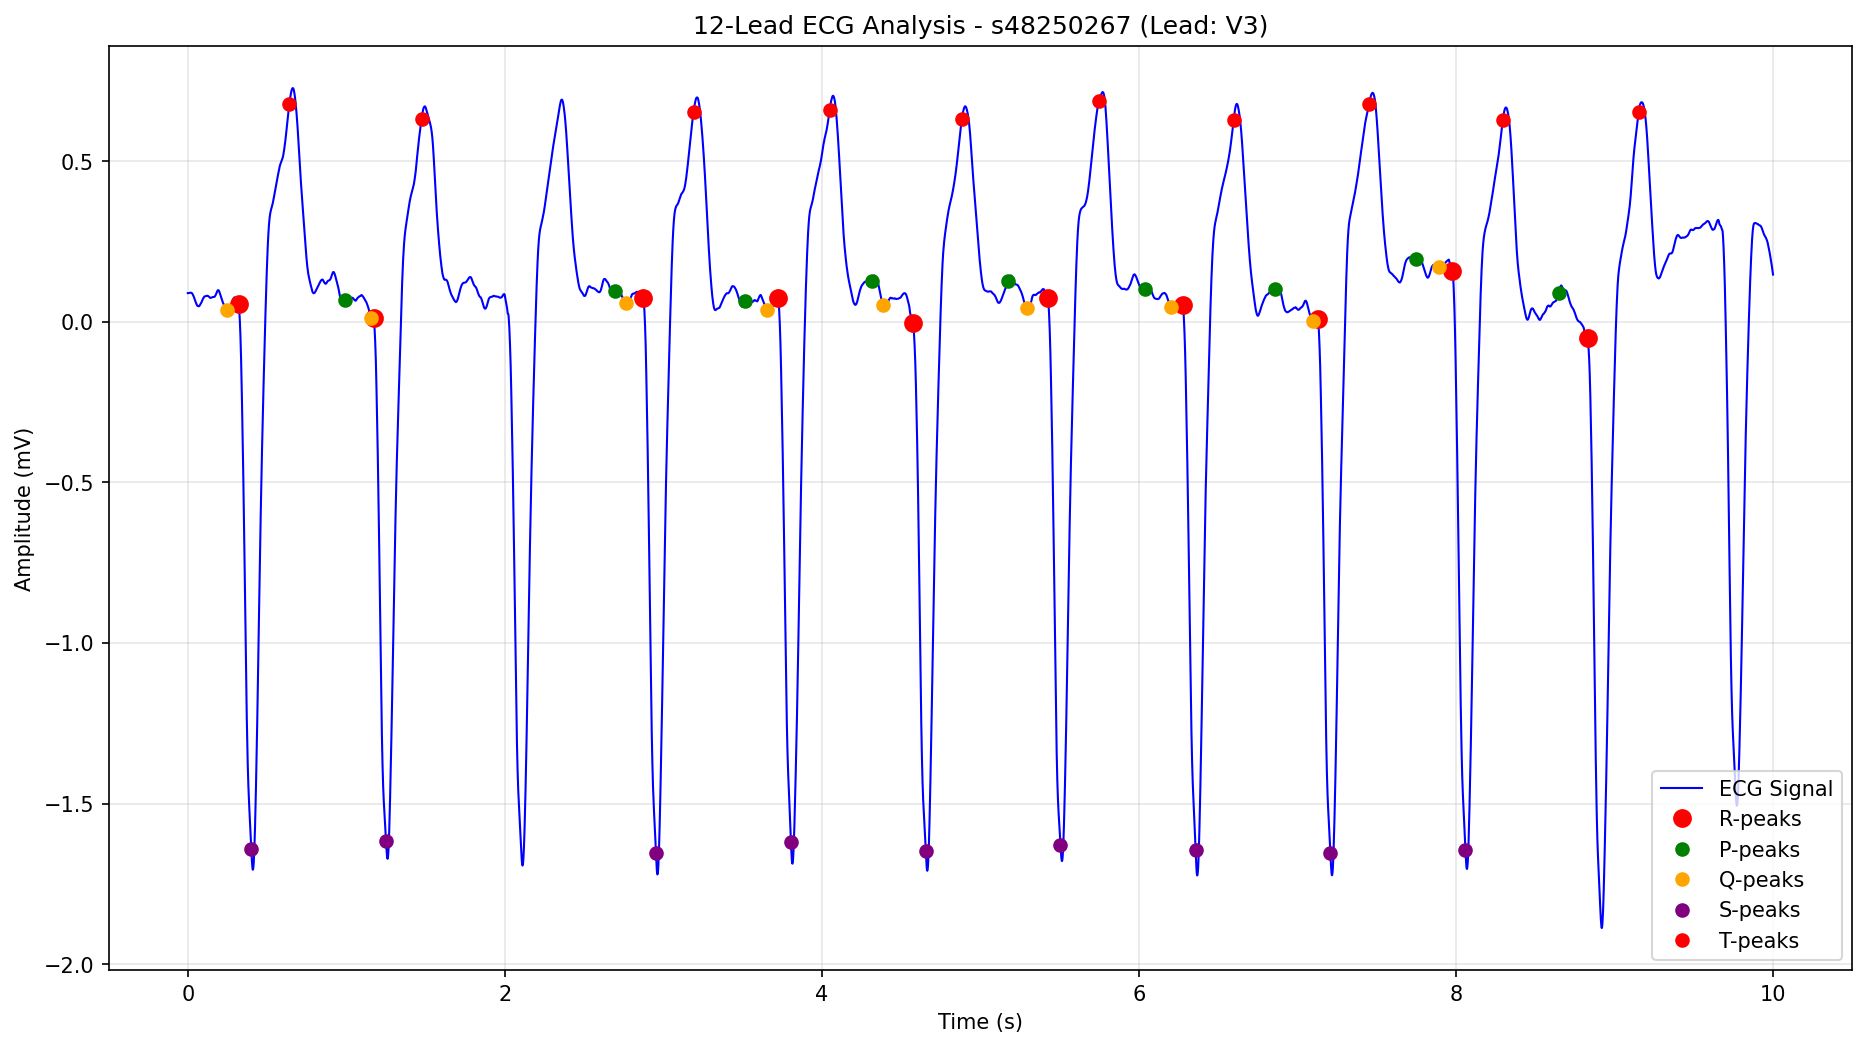 12-Lead ECG Analysis - s48250267 (Lead: V3)
Amplitude (mV)
0.5
0.0
−0.5
−1.0
−1.5
−2.0
0
2
4
6
8
10
Time (s)
ECG Signal
R-peaks
P-peaks
Q-peaks
S-peaks
T-peaks